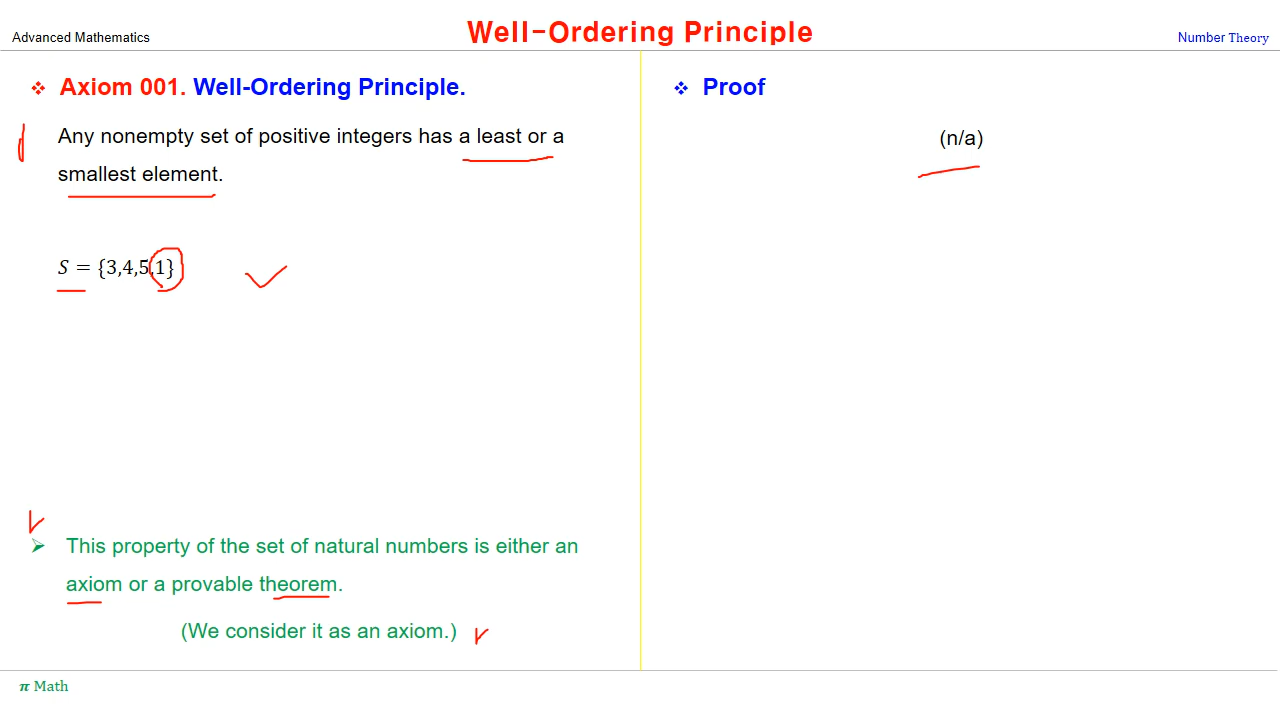 Advanced Mathematics
Well-Ordering Principle
Number Theory
❖ Axiom 001. Well-Ordering Principle.
Any nonempty set of positive integers has a least or a
smallest element.
S = {3,4,5,1}
➢ This property of the set of natural numbers is either an
axiom or a provable theorem.
(We consider it as an axiom.)
❖ Proof
(n/a)
π Math